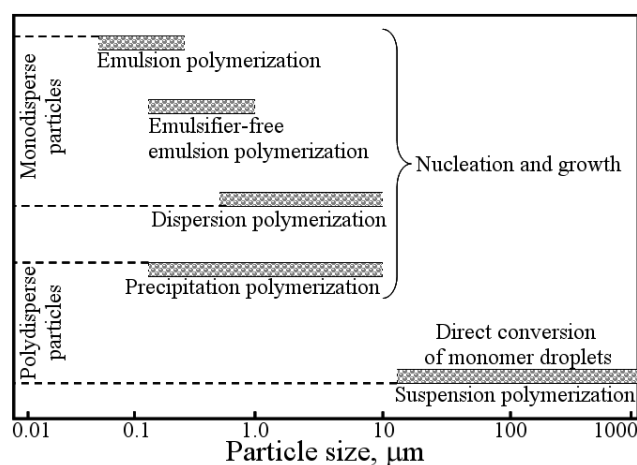 Monodisperse
particles
Emulsion polymerization
Emulsifier-free
emulsion polymerization
Dispersion polymerization
Nucleation and growth
Polydisperse
particles
Precipitation polymerization
Direct conversion
of monomer droplets
Suspension polymerization
0.01 0.1 1.0 10 100 1000
Particle size, μm